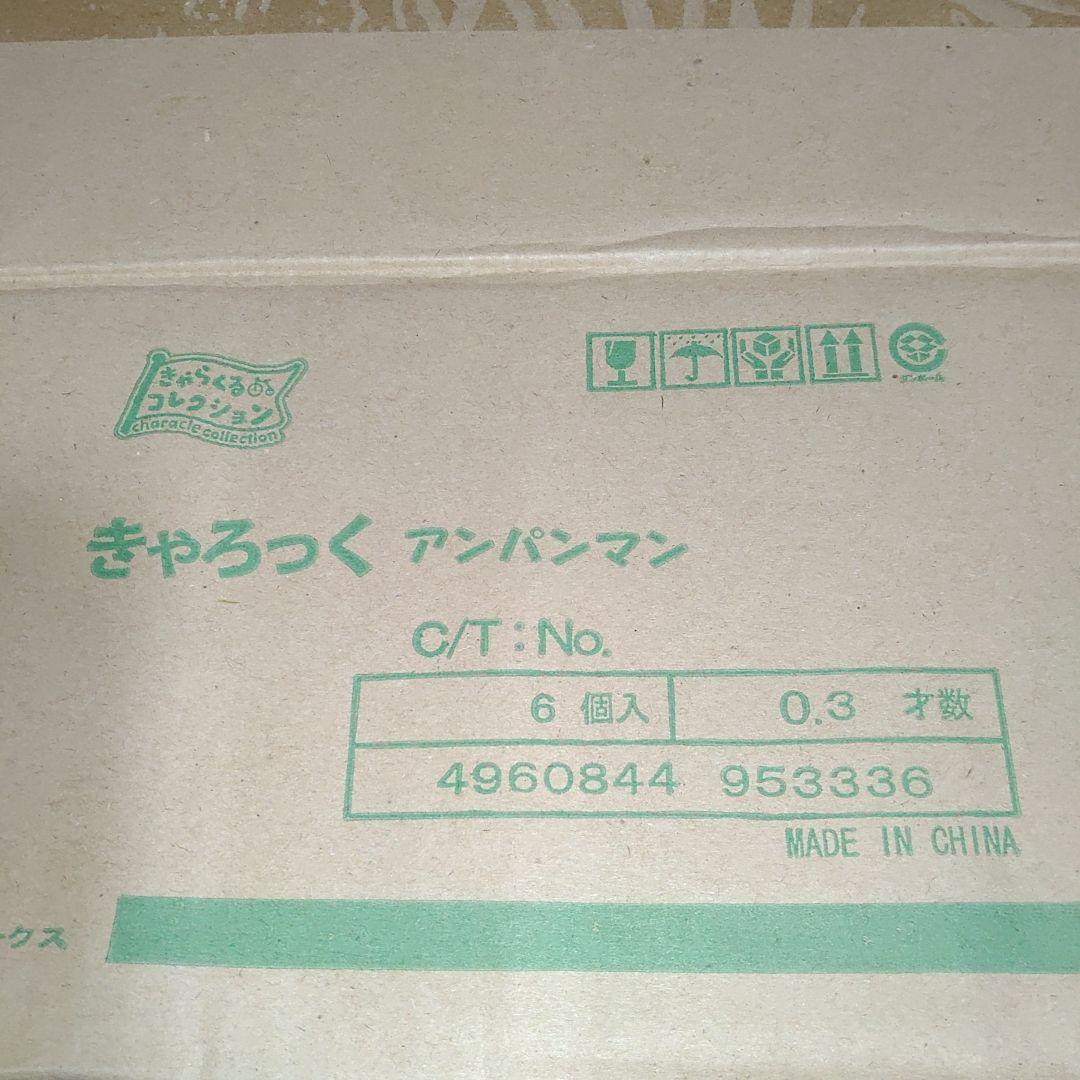 きゃらくる
コレクション
characle collection
ダンボール
きゃろっく アンパンマン
C/T:No.
6 個入 0.3 才数
4960844 953336
MADE IN CHINA
ークス